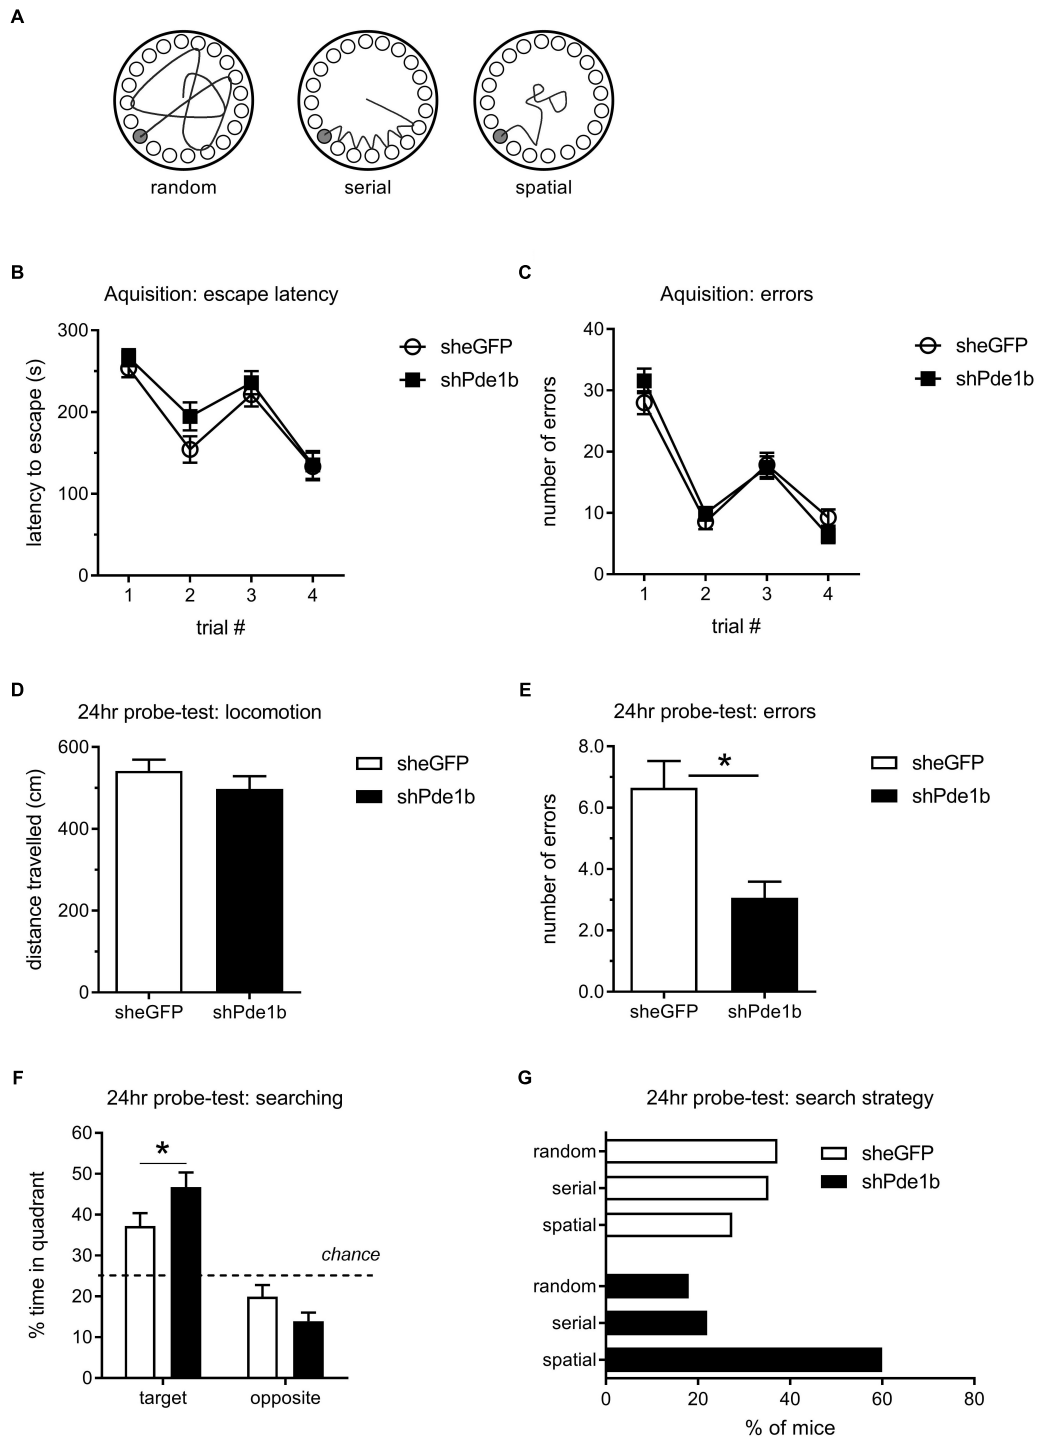 A
random serial spatial
B
Aquisition: escape latency
latency to escape (s)
300
200
100
0
1 2 3 4
trial #
sheGFP
shPde1b
C
Aquisition: errors
number of errors
40
30
20
10
0
1 2 3 4
trial #
sheGFP
shPde1b
D
24hr probe-test: locomotion
distance travelled (cm)
600
400
200
0
sheGFP shPde1b
sheGFP
shPde1b
E
24hr probe-test: errors
number of errors
8.0
6.0
4.0
2.0
0.0
*
sheGFP shPde1b
sheGFP
shPde1b
F
24hr probe-test: searching
% time in quadrant
60
50
40
30
20
10
0
*
chance
target opposite
G
24hr probe-test: search strategy
random
serial
spatial
random
serial
spatial
sheGFP
shPde1b
0 20 40 60 80
% of mice